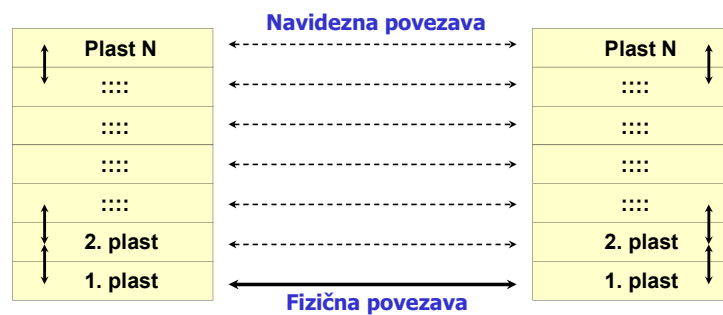 Navidezna povezava
Plast N
Plast N
::::
::::
::::
::::
::::
::::
::::
::::
2. plast
2. plast
1. plast
1. plast
Fizična povezava